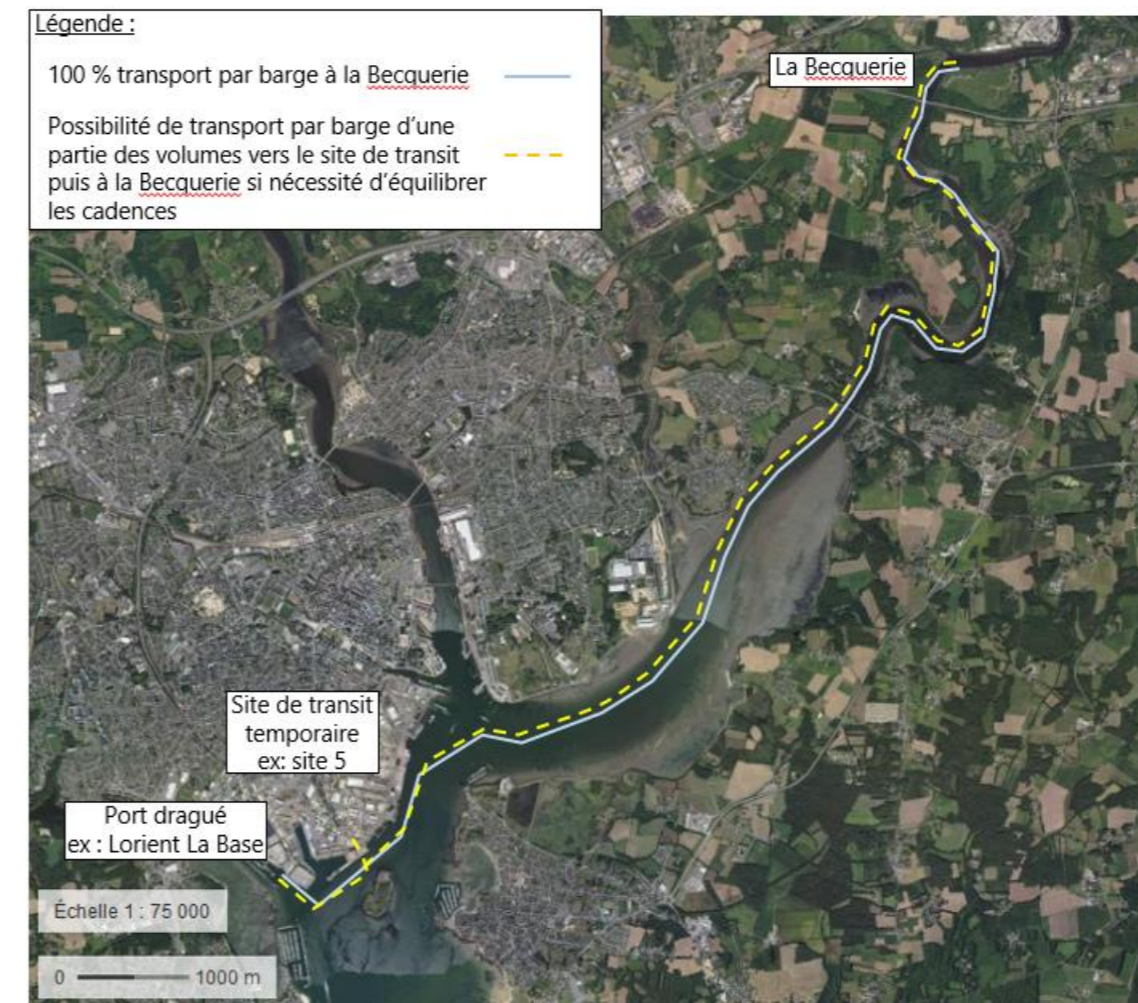 Légende :
100 % transport par barge à la Becquerie
Possibilité de transport par barge d'une
partie des volumes vers le site de transit
puis à la Becquerie si nécessité d'équilibrer
les cadences
La Becquerie
Site de transit
temporaire
ex: site 5
Port dragué
ex : Lorient La Base
Échelle 1 : 75 000
0 1000 m